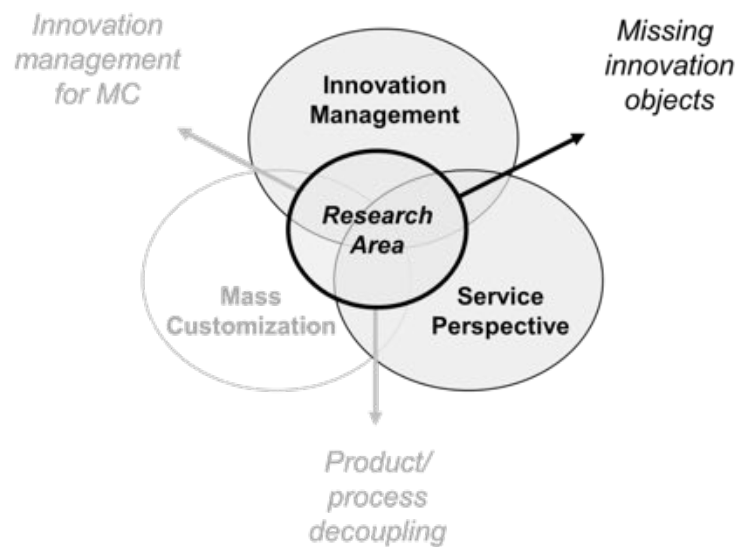 Innovation
management
for MC
Missing
innovation
objects
Innovation
Management
Research
Area
Mass
Customization
Service
Perspective
Product/
process
decoupling